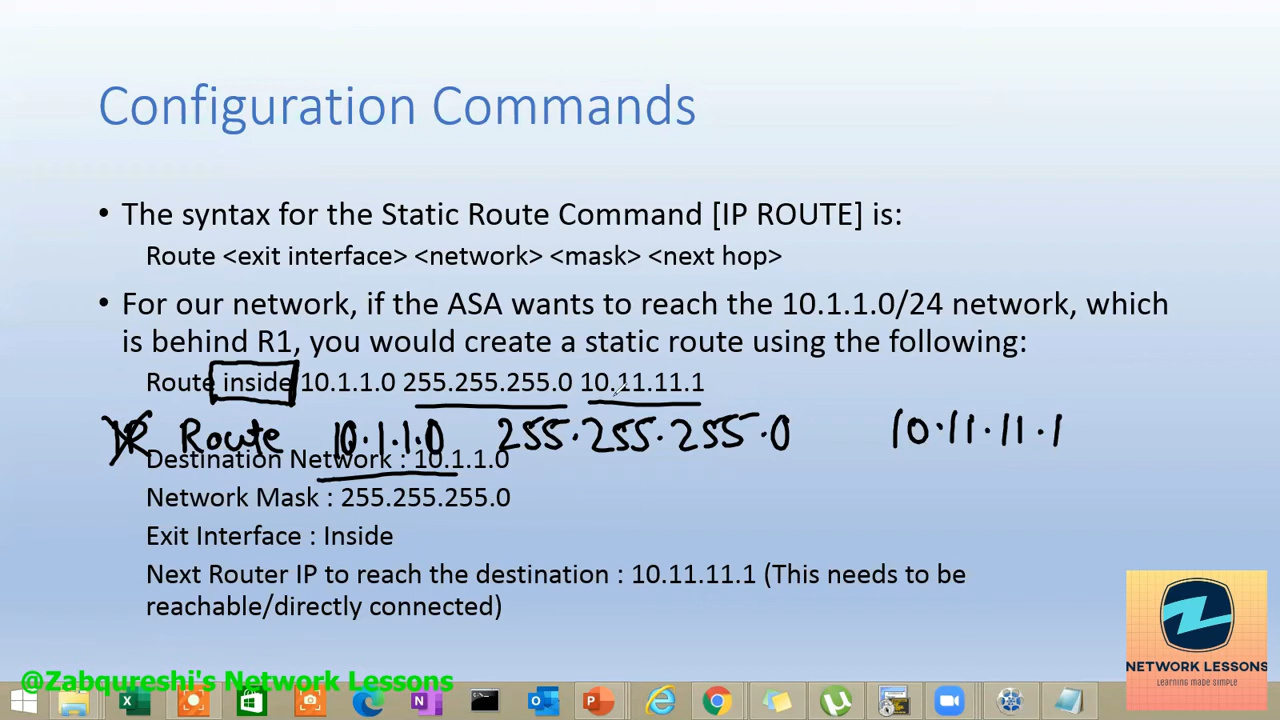 Configuration Commands
• The syntax for the Static Route Command [IP ROUTE] is:
Route <exit interface> <network> <mask> <next hop>
• For our network, if the ASA wants to reach the 10.1.1.0/24 network, which
is behind R1, you would create a static route using the following:
Route inside 10.1.1.0 255.255.255.0 10.11.11.1
IP Route 10.1.1.0 255.255.255.0 10.11.11.1
Destination Network : 10.1.1.0
Network Mask : 255.255.255.0
Exit Interface : Inside
Next Router IP to reach the destination : 10.11.11.1 (This needs to be
reachable/directly connected)
NETWORK LESSONS
Learning made simple
@Zabqureshi's Network Lessons